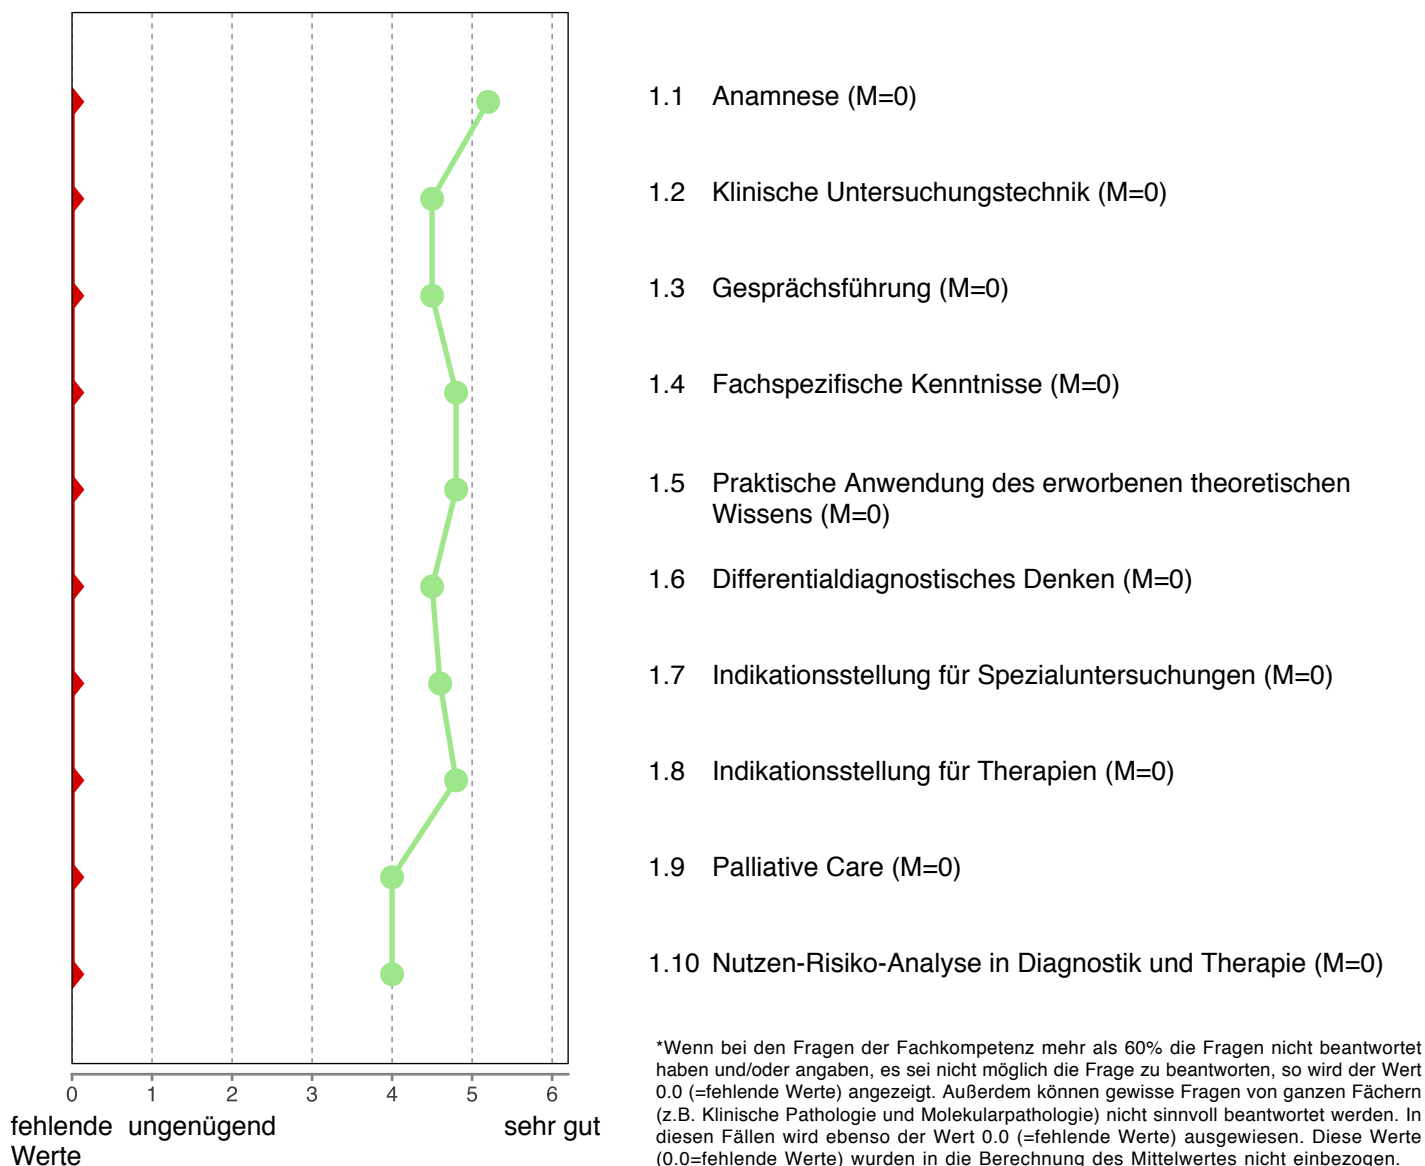 1.1 Anamnese (M=0)
1.2 Klinische Untersuchungstechnik (M=0)
1.3 Gesprächsführung (M=0)
1.4 Fachspezifische Kenntnisse (M=0)
1.5 Praktische Anwendung des erworbenen theoretischen
Wissens (M=0)
1.6 Differentialdiagnostisches Denken (M=0)
1.7 Indikationsstellung für Spezialuntersuchungen (M=0)
1.8 Indikationsstellung für Therapien (M=0)
1.9 Palliative Care (M=0)
1.10 Nutzen-Risiko-Analyse in Diagnostik und Therapie (M=0)
0 1 2 3 4 5 6
fehlende ungenügend sehr gut
Werte
*Wenn bei den Fragen der Fachkompetenz mehr als 60% die Fragen nicht beantwortet
haben und/oder angaben, es sei nicht möglich die Frage zu beantworten, so wird der Wert
0.0 (=fehlende Werte) angezeigt. Außerdem können gewisse Fragen von ganzen Fächern
(z.B. Klinische Pathologie und Molekularpathologie) nicht sinnvoll beantwortet werden. In
diesen Fällen wird ebenso der Wert 0.0 (=fehlende Werte) ausgewiesen. Diese Werte
(0.0=fehlende Werte) wurden in die Berechnung des Mittelwertes nicht einbezogen.